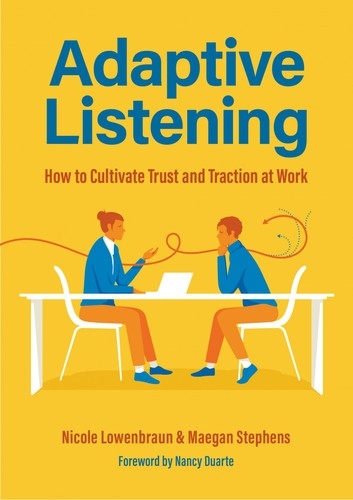 Adaptive
Listening
How to Cultivate Trust and Traction at Work
Nicole Lowenbraun & Maegan Stephens
Foreword by Nancy Duarte